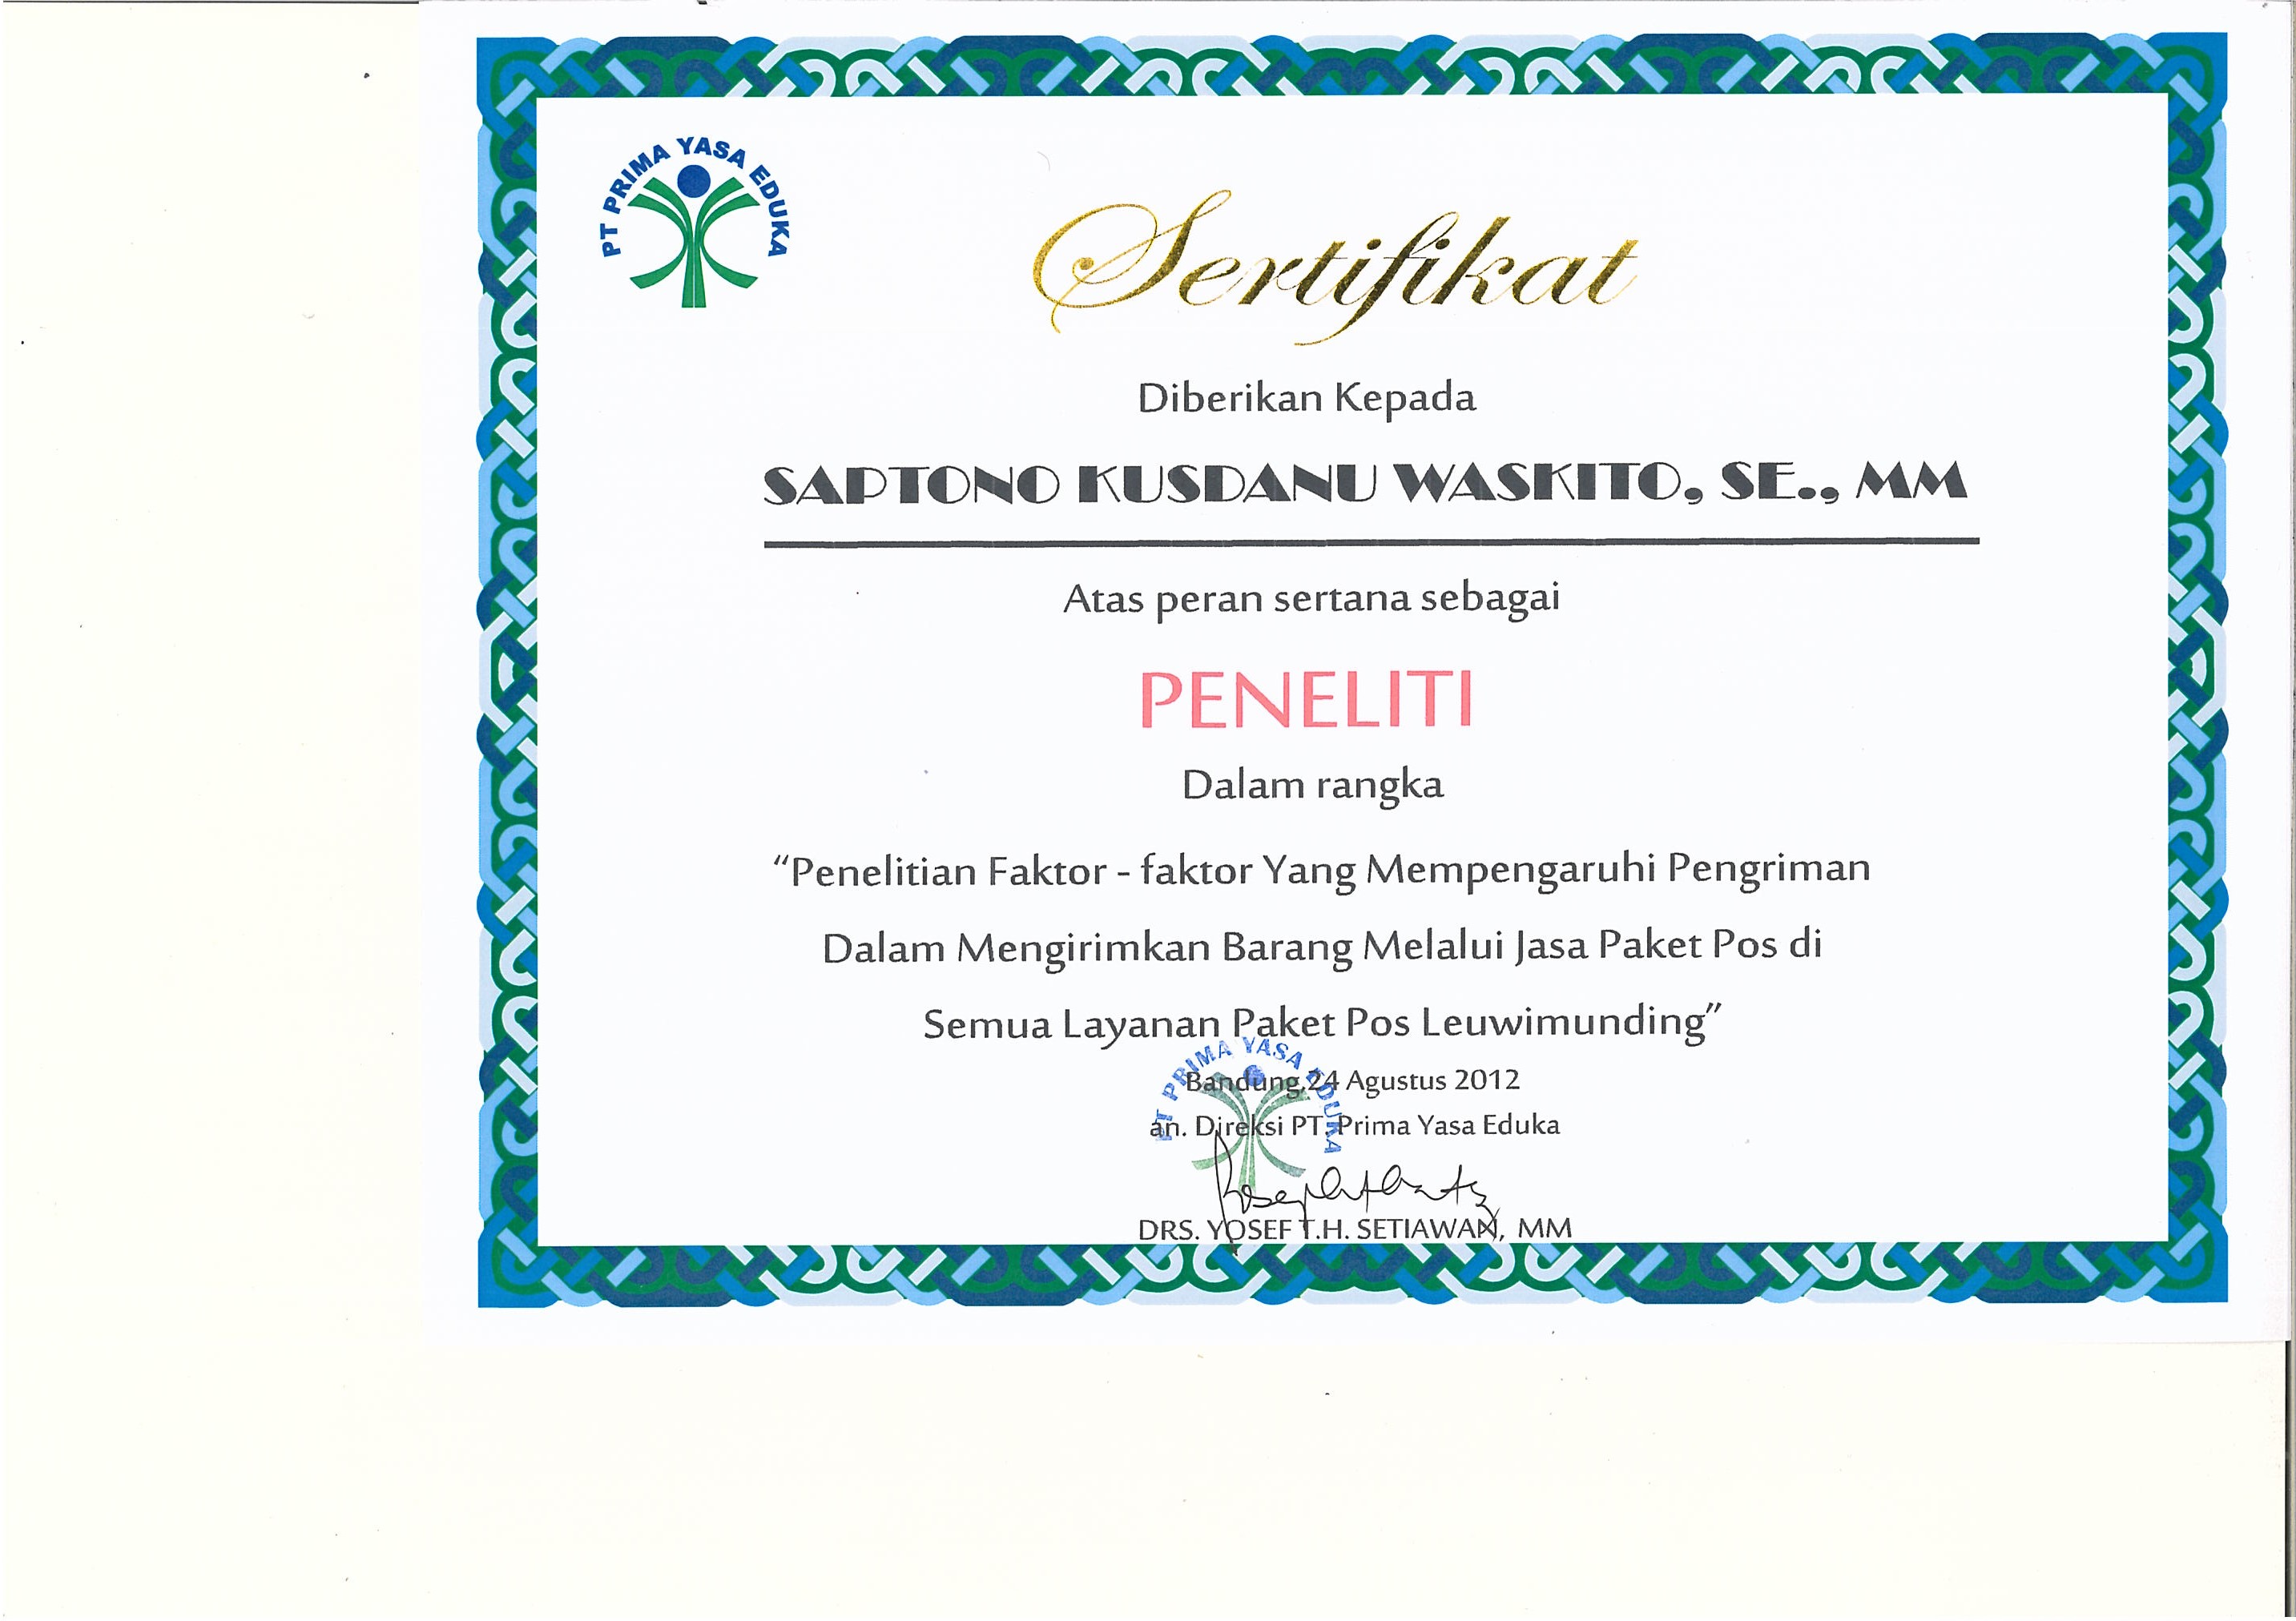 PT PRIMA YASA EDUKA
Sertifikat
Diberikan Kepada
SAPTONO KUSDANU WASKITO, SE., MM
Atas peran sertana sebagai
PENELITI
Dalam rangka
“Penelitian Faktor - faktor Yang Mempengaruhi Pengriman
Dalam Mengirimkan Barang Melalui Jasa Paket Pos di
Semua Layanan Paket Pos Leuwimunding”
PT PRIMA YASA EDUKA
Bandung,24 Agustus 2012
an. Direksi PT. Prima Yasa Eduka
DRS. YOSEF T.H. SETIAWAN, MM